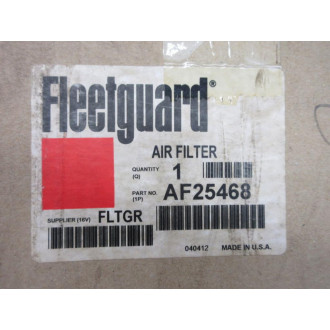 Fleetguard®
AIR FILTER
QUANTITY (Q) 1
PART NO. (1P) AF25468
SUPPLIER (16V) FLTGR
040412 MADE IN U.S.A.